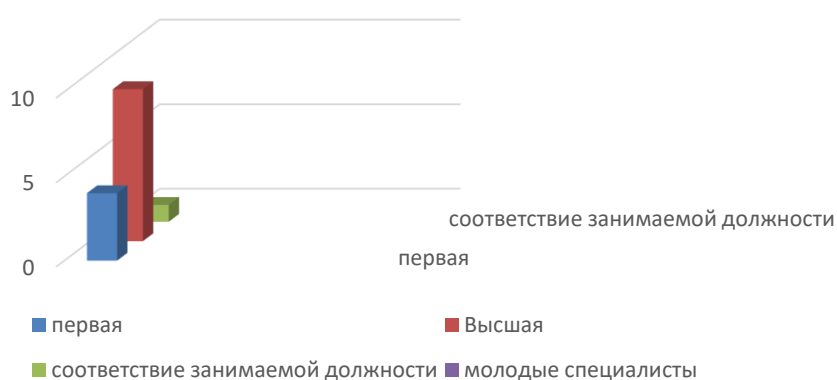 10
5
0
соответствие занимаемой должности
первая
первая
Высшая
соответствие занимаемой должности
молодые специалисты